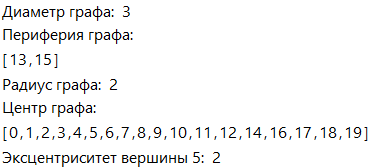 Диаметр графа: 3
Периферия графа:
[13,15]
Радиус графа: 2
Центр графа:
[0,1,2,3,4,5,6,7,8,9,10,11,12,14,16,17,18,19]
Эксцентриситет вершины 5: 2